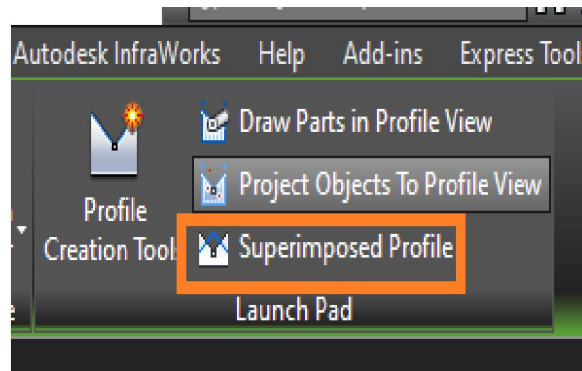 Autodesk InfraWorks Help Add-ins Express Tool
Draw Parts in Profile View
Project Objects To Profile View
Profile
Creation Tool
Superimposed Profile
Launch Pad